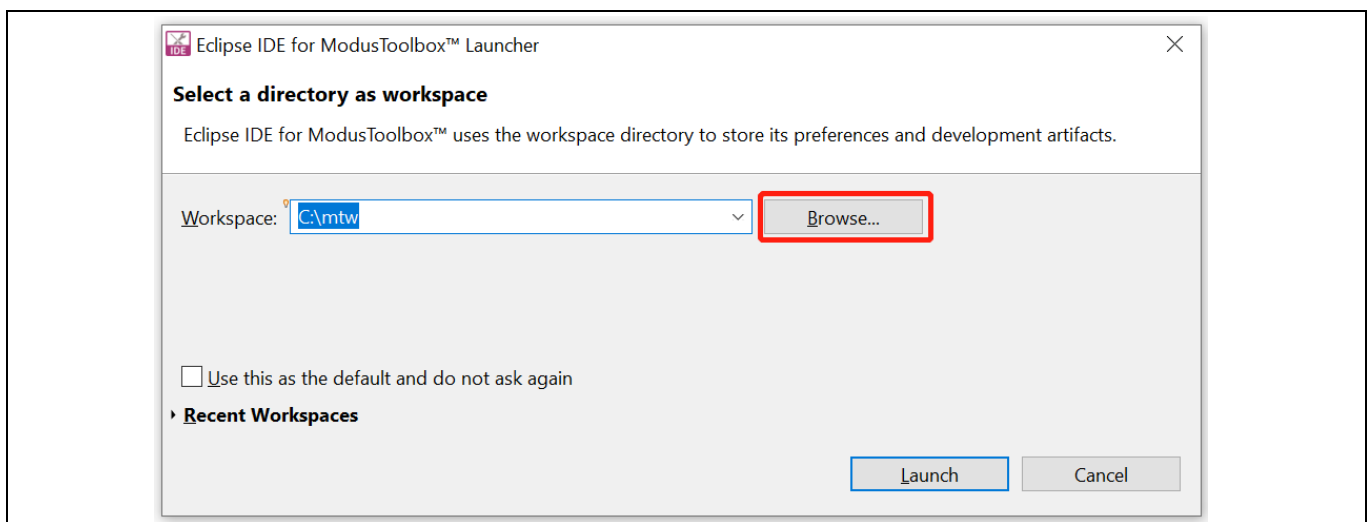 IDE Eclipse IDE for ModusToolbox™ Launcher
Select a directory as workspace
Eclipse IDE for ModusToolbox™ uses the workspace directory to store its preferences and development artifacts.
Workspace: C:\mtw Browse...
Use this as the default and do not ask again
Recent Workspaces
Launch Cancel